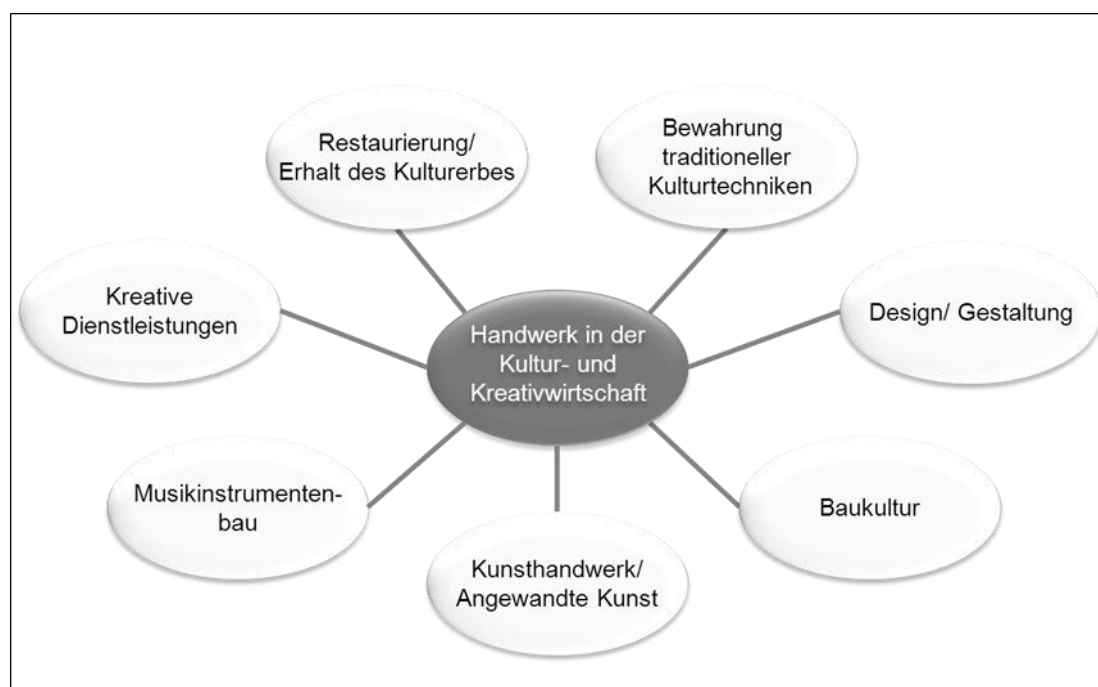 Restaurierung/
Erhalt des Kulturerbes
Bewahrung
traditioneller
Kulturtechniken
Kreative
Dienstleistungen
Design/ Gestaltung
Handwerk in der
Kultur- und
Kreativwirtschaft
Musikinstrumenten-
bau
Baukultur
Kunsthandwerk/
Angewandte Kunst